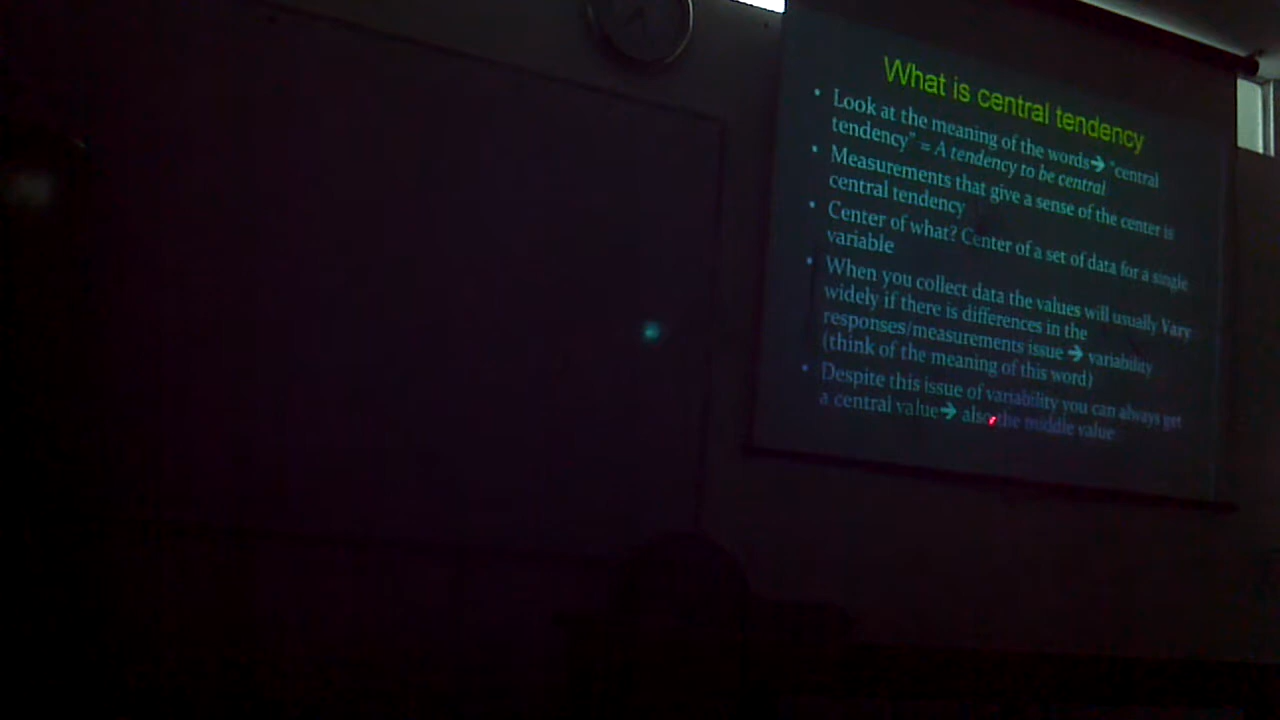 What is central tendency
• Look at the meaning of the words➔ "central
tendency" = A tendency to be central
• Measurements that give a sense of the center is
central tendency
• Center of what? Center of a set of data for a single
variable
• When you collect data the values will usually Vary
widely if there is differences in the
responses/measurements issue ➔ variability
(think of the meaning of this word)
• Despite this issue of variability you can always get
a central value➔ also the middle value